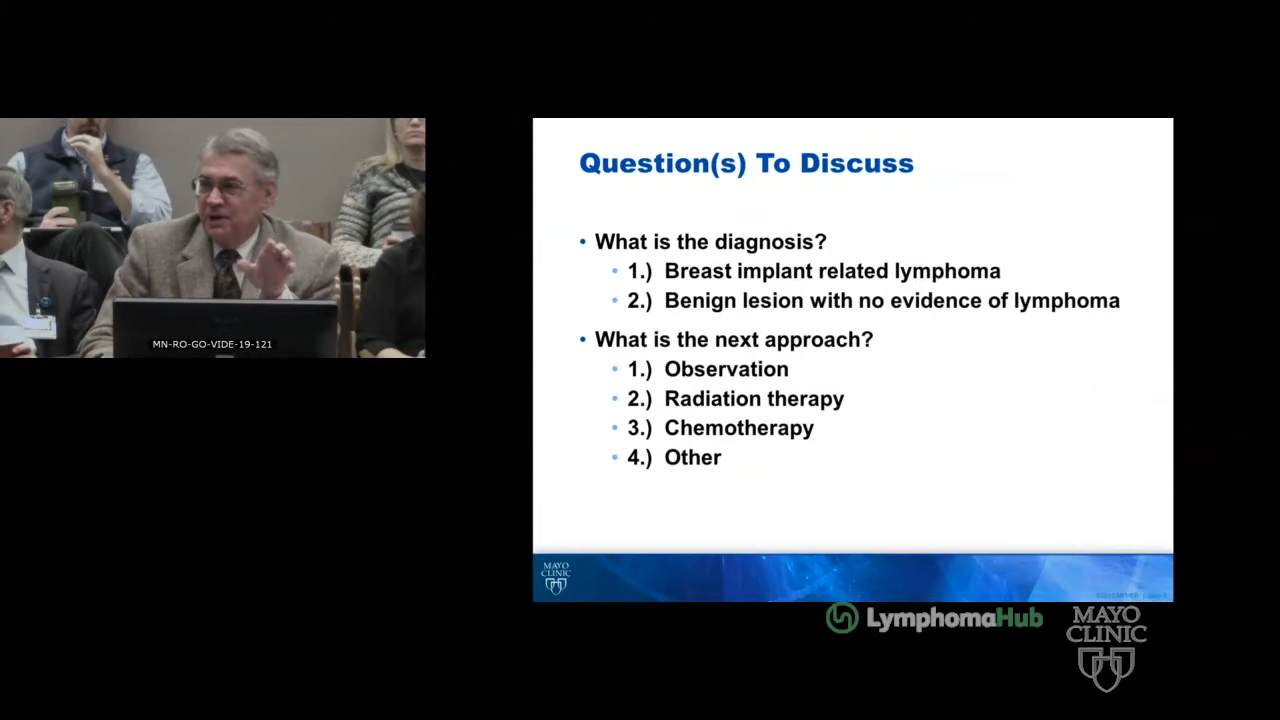 MN-RO-GO-VIDE-19-121
Question(s) To Discuss
• What is the diagnosis?
• 1.) Breast implant related lymphoma
• 2.) Benign lesion with no evidence of lymphoma
• What is the next approach?
• 1.) Observation
• 2.) Radiation therapy
• 3.) Chemotherapy
• 4.) Other
MAYO
CLINIC
LymphomaHub
MAYO
CLINIC